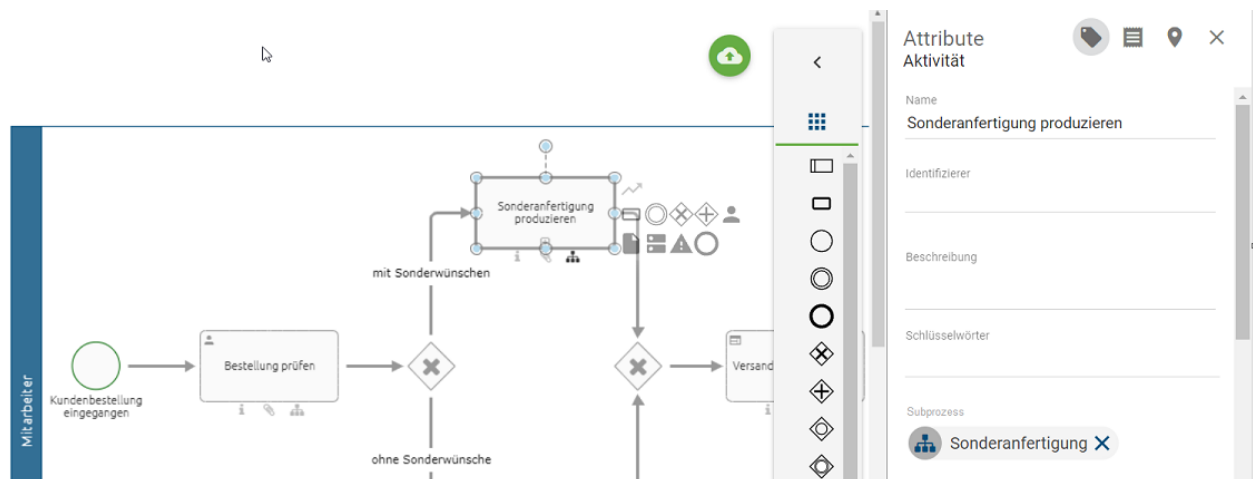 Attribute
Aktivität
Name
Sonderanfertigung produzieren
Identifizierer
Beschreibung
Schlüsselwörter
Subprozess
Sonderanfertigung
Mitarbeiter
Sonderanfertigung
produzieren
mit Sonderwünschen
Bestellung prüfen
Versand
Kundenbestellung
eingegangen
ohne Sonderwünsche